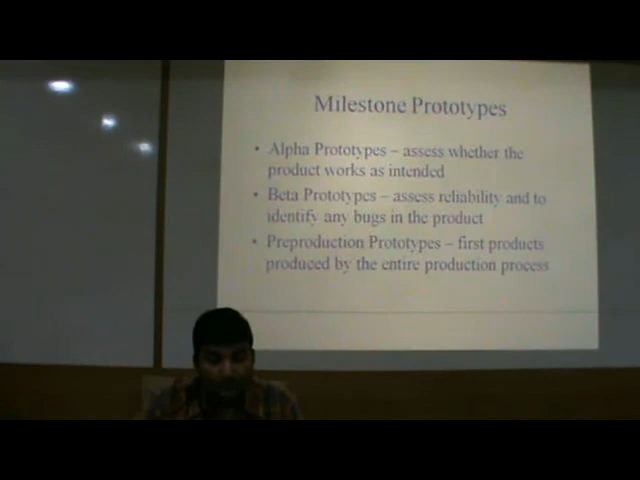 Milestone Prototypes
• Alpha Prototypes – assess whether the
product works as intended
• Beta Prototypes – assess reliability and to
identify any bugs in the product
• Preproduction Prototypes – first products
produced by the entire production process